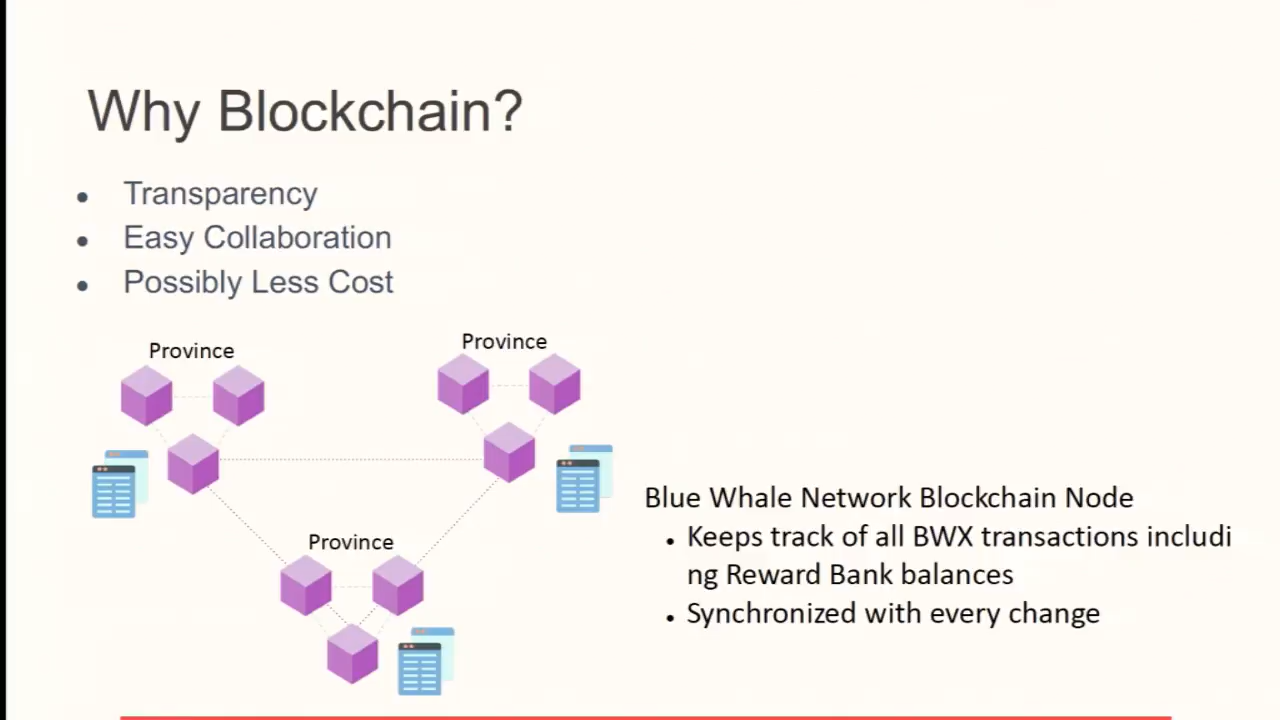 Why Blockchain?
Transparency
Easy Collaboration
Possibly Less Cost
Province
Province
Province
Blue Whale Network Blockchain Node
Keeps track of all BWX transactions includi
ng Reward Bank balances
Synchronized with every change